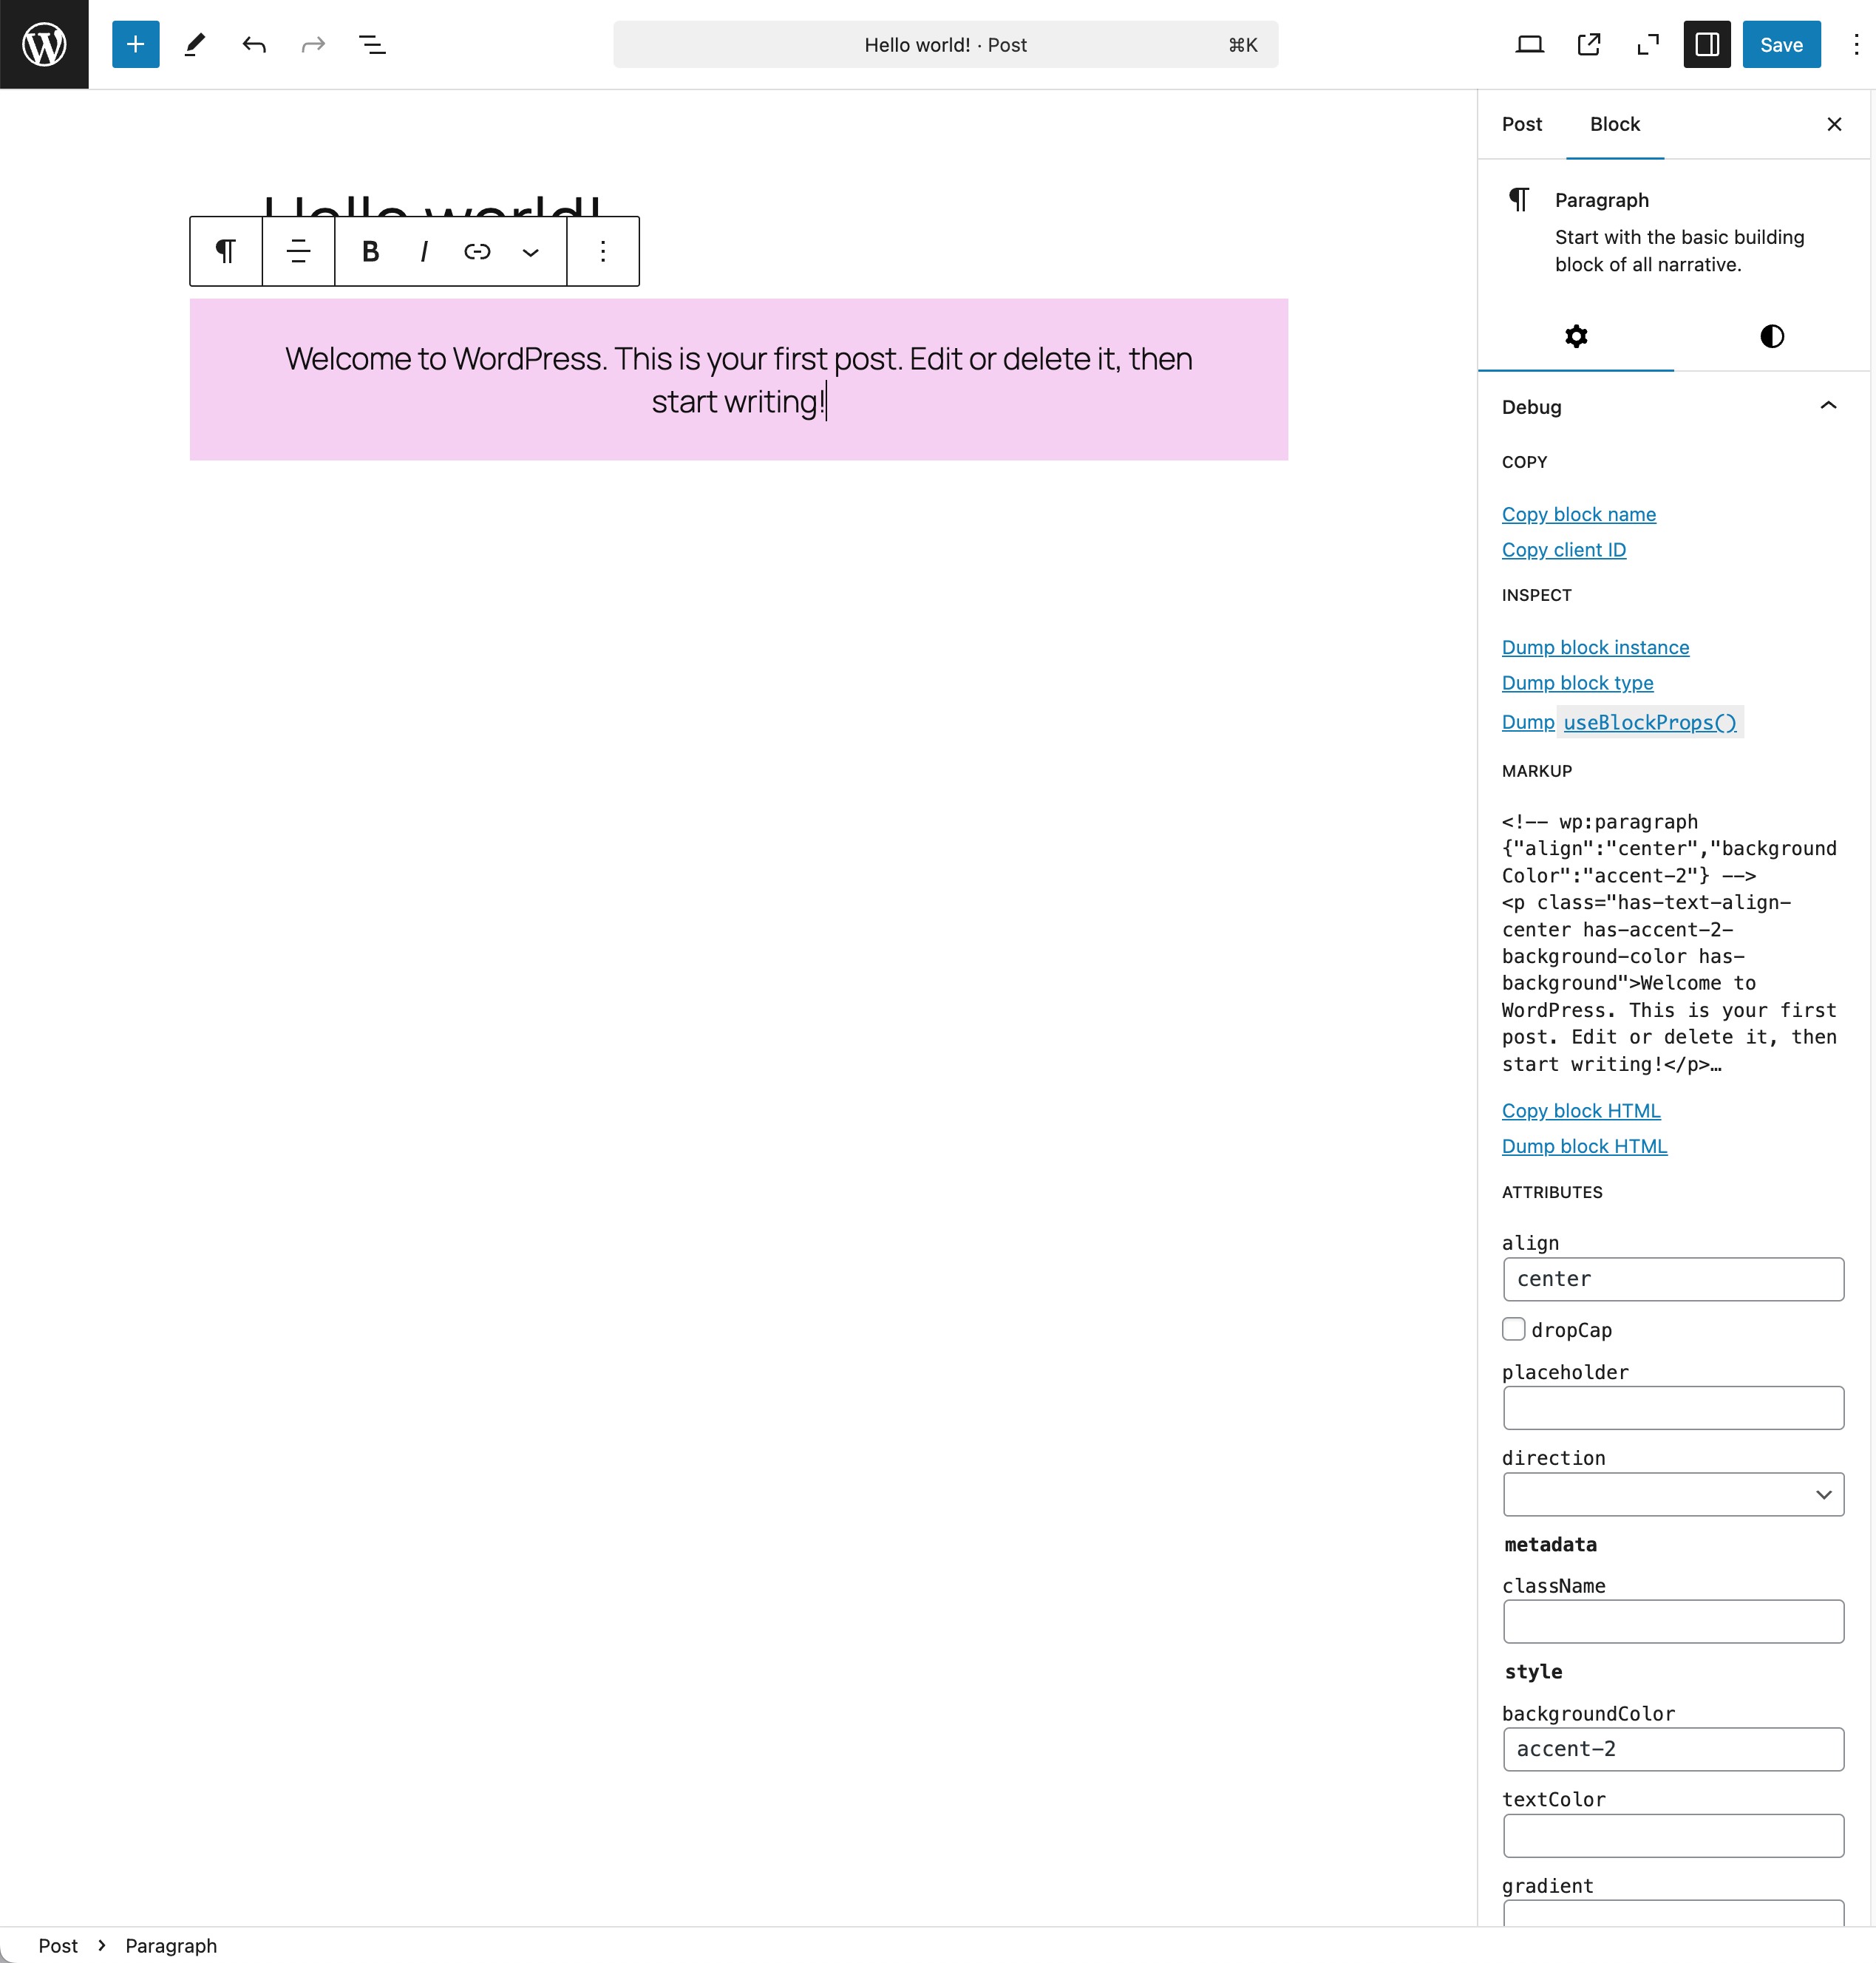 Hello world! · Post ⌘K
Save
Post Block
Paragraph
Start with the basic building
block of all narrative.
Hello world!
B I
Welcome to WordPress. This is your first post. Edit or delete it, then
start writing!
Debug
COPY
Copy block name
Copy client ID
INSPECT
Dump block instance
Dump block type
Dump useBlockProps()
MARKUP
<!-- wp:paragraph
{"align":"center","background
Color":"accent-2"} -->
<p class="has-text-align-
center has-accent-2-
background-color has-
background">Welcome to
WordPress. This is your first
post. Edit or delete it, then
start writing!</p>…
Copy block HTML
Dump block HTML
ATTRIBUTES
align
center
dropCap
placeholder
direction
metadata
className
style
backgroundColor
accent-2
textColor
gradient
Post › Paragraph